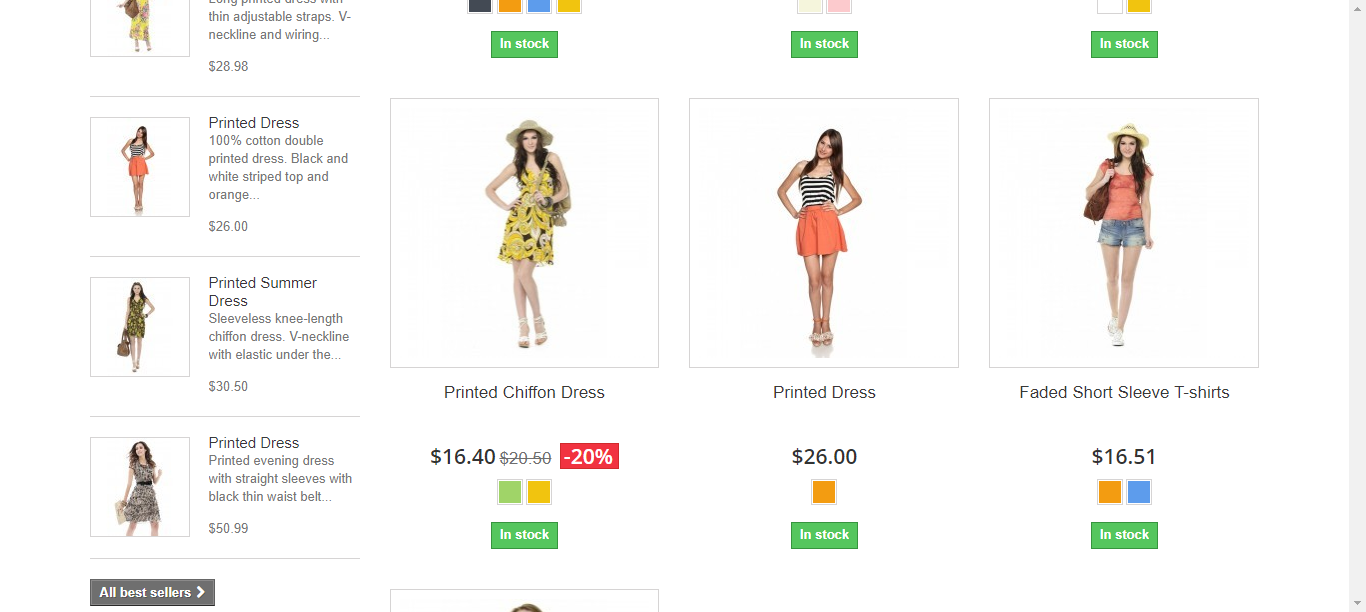 Long printed dress with
thin adjustable straps. V-
neckline and wiring...
$28.98
Printed Dress
100% cotton double
printed dress. Black and
white striped top and
orange...
$26.00
Printed Summer
Dress
Sleeveless knee-length
chiffon dress. V-neckline
with elastic under the...
$30.50
Printed Dress
Printed evening dress
with straight sleeves with
black thin waist belt...
$50.99
All best sellers
In stock
In stock
In stock
Printed Chiffon Dress
$16.40 $20.50 -20%
In stock
Printed Dress
$26.00
In stock
Faded Short Sleeve T-shirts
$16.51
In stock